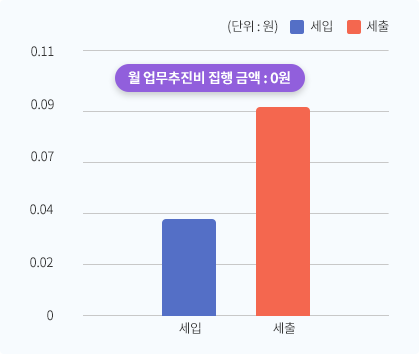 (단위 : 원) 세입 세출
0.11
월 업무추진비 집행 금액 : 0원
0.09
0.07
0.04
0.02
0
세입 세출